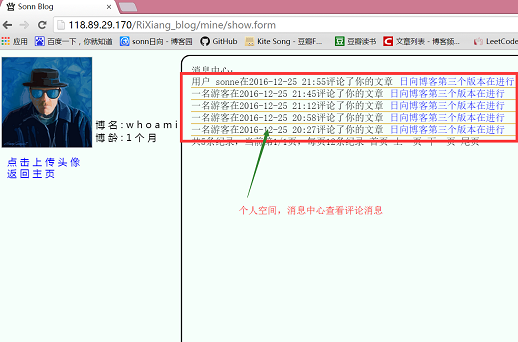 Sonn Blog
118.89.29.170/RiXiang_blog/mine/show.form
应用 百度一下，你就知道 sonn日向 - 博客园 GitHub Kite Song - 豆瓣F... 豆瓣读书 文章列表 - 博客频... LeetCode
消息中心:
用户 sonne在2016-12-25 21:55评论了你的文章 日向博客第三个版本在进行
一名游客在2016-12-25 21:45评论了你的文章 日向博客第三个版本在进行
一名游客在2016-12-25 21:12评论了你的文章 日向博客第三个版本在进行
一名游客在2016-12-25 20:58评论了你的文章 日向博客第三个版本在进行
一名游客在2016-12-25 20:27评论了你的文章 日向博客第三个版本在进行
共5条纪录，当前第1/1页，每页12条纪录 首页 上一页 下一页 尾页
博名:whoami
博龄:1个月
点击上传头像
返回主页
个人空间，消息中心查看评论消息